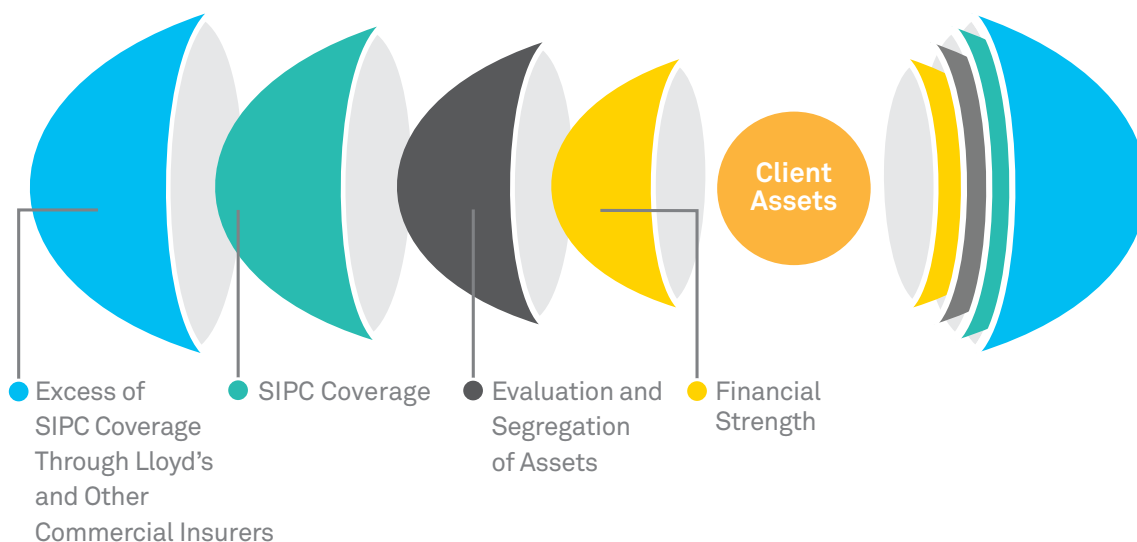 Client
Assets
Excess of
SIPC Coverage
Through Lloyd’s
and Other
Commercial Insurers
SIPC Coverage
Evaluation and
Segregation
of Assets
Financial
Strength